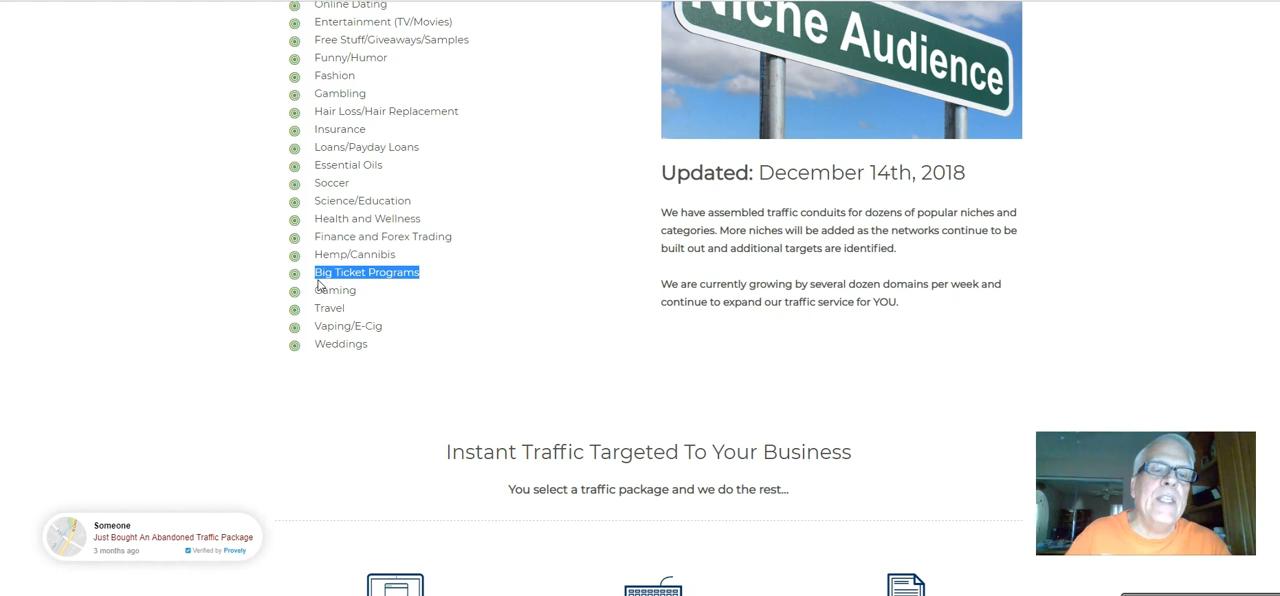 Online Dating
Entertainment (TV/Movies)
Free Stuff/Giveaways/Samples
Funny/Humor
Fashion
Gambling
Hair Loss/Hair Replacement
Insurance
Loans/Payday Loans
Essential Oils
Soccer
Science/Education
Health and Wellness
Finance and Forex Trading
Hemp/Cannibis
Big Ticket Programs
Gaming
Travel
Vaping/E-Cig
Weddings
Niche Audience
Updated: December 14th, 2018
We have assembled traffic conduits for dozens of popular niches and
categories. More niches will be added as the networks continue to be
built out and additional targets are identified.
We are currently growing by several dozen domains per week and
continue to expand our traffic service for YOU.
Instant Traffic Targeted To Your Business
You select a traffic package and we do the rest...
Someone
Just Bought An Abandoned Traffic Package
3 months ago
Verified by Provely